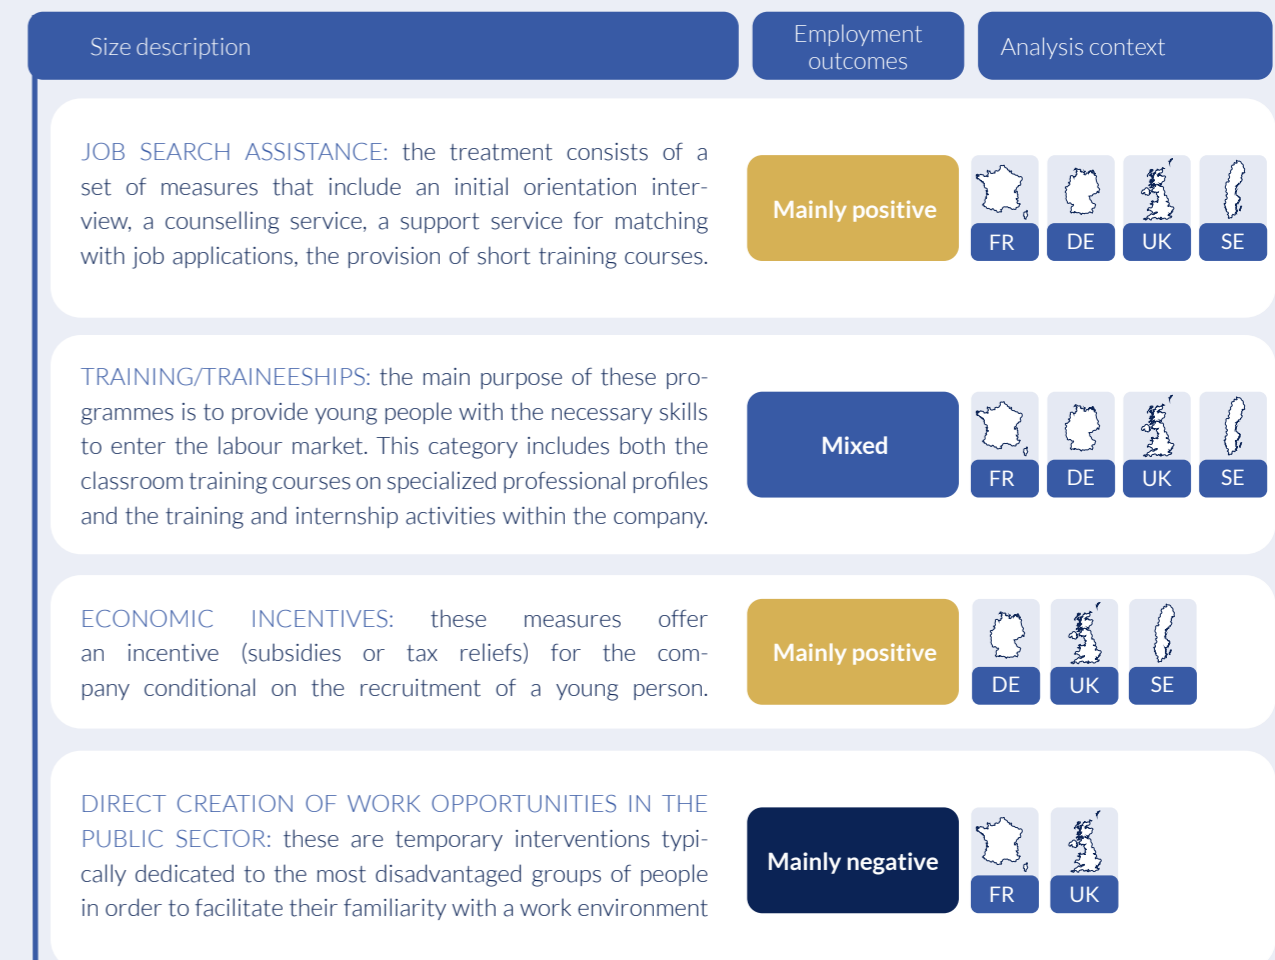 Size description
Employment
outcomes
Analysis context
JOB SEARCH ASSISTANCE: the treatment consists of a
set of measures that include an initial orientation inter-
view, a counselling service, a support service for matching
with job applications, the provision of short training courses.
Mainly positive
FR
DE
UK
SE
TRAINING/TRAINEESHIPS: the main purpose of these pro-
grammes is to provide young people with the necessary skills
to enter the labour market. This category includes both the
classroom training courses on specialized professional profiles
and the training and internship activities within the company.
Mixed
FR
DE
UK
SE
ECONOMIC INCENTIVES: these measures offer
an incentive (subsidies or tax reliefs) for the com-
pany conditional on the recruitment of a young person.
Mainly positive
DE
UK
SE
DIRECT CREATION OF WORK OPPORTUNITIES IN THE
PUBLIC SECTOR: these are temporary interventions typi-
cally dedicated to the most disadvantaged groups of people
in order to facilitate their familiarity with a work environment
Mainly negative
FR
UK